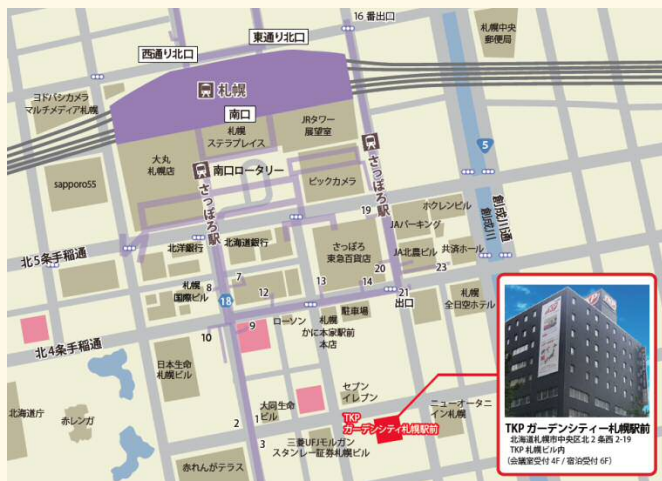 16番出口
東通り北口
西通り北口
札幌中央
郵便局
ヨドバシカメラ
マルチメディア札幌
札幌
南口
札幌
ステラプレイス
JRタワー
展望室
大丸
札幌店
さっぽろ駅
南口ロータリー
さっぽろ駅
ビックカメラ
5
sapporo55
創成川通
創成川
ホクレンビル
19
JAパーキング
北5条手稲通
北洋銀行
北海道銀行
さっぽろ
東急百貨店
JA北農ビル
共済ホール
20
23
札幌
国際ビル
8
7
18
12
13
14
21
出口
駐車場
札幌
全日空ホテル
9
ローソン
札幌
かに本家駅前
本店
10
北4条手稲通
日本生命
札幌ビル
セブン
イレブン
ニューオータニ
イン札幌
北海道庁
赤レンガ
2
1
大同生命
ビル
TKP
ガーデンシティ札幌駅前
3
三菱UFJモルガン
スタンレー証券札幌ビル
赤れんがテラス
TKP
TKP ガーデンシティー札幌駅前
北海道札幌市中央区北2条西2-19
TKP 札幌ビル内
(会議室受付 4F / 宿泊受付 6F)